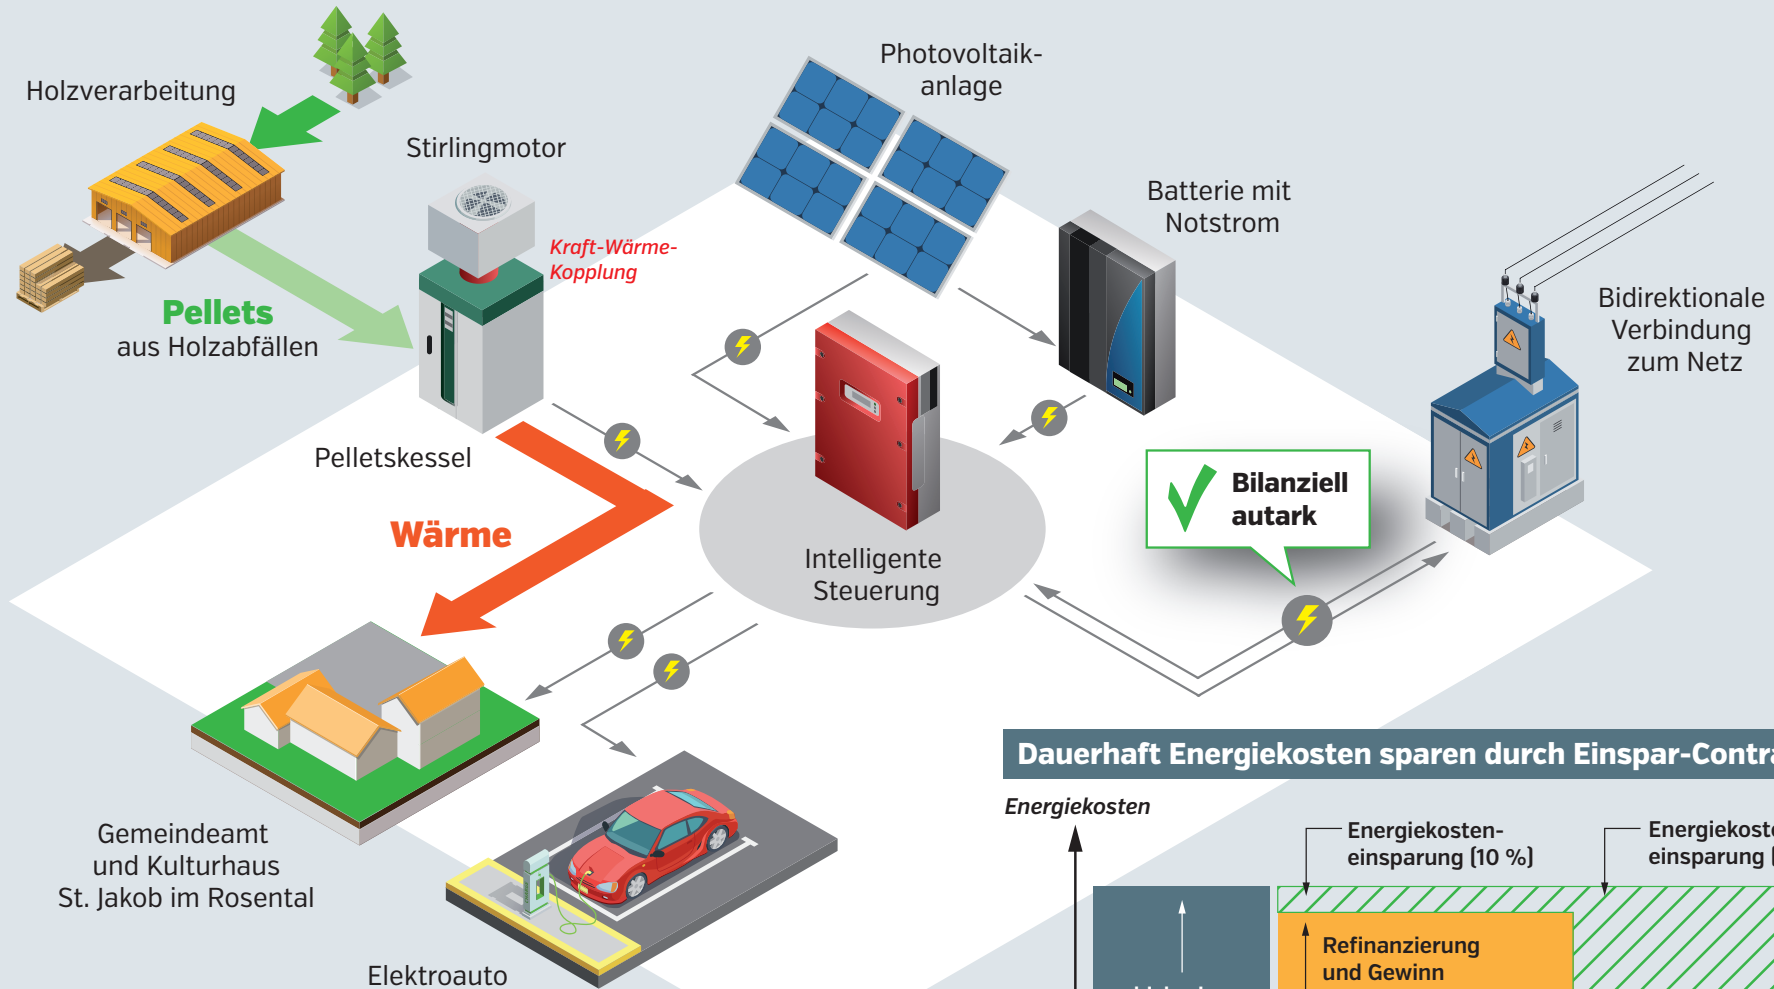 Holzverarbeitung
Stirlingmotor
Kraft-Wärme-
Kopplung
Pellets
aus Holzabfällen
Pelletskessel
Wärme
Photovoltaik-
anlage
Batterie mit
Notstrom
Bidirektionale
Verbindung
zum Netz
Bilanziell
autark
Intelligente
Steuerung
Gemeindeamt
und Kulturhaus
St. Jakob im Rosental
Elektroauto
Dauerhaft Energiekosten sparen durch Einspar-Contra
Energiekosten
Energiekosten-
einsparung (10 %)
Energiekoste
einsparung (
Refinanzierung
und Gewinn